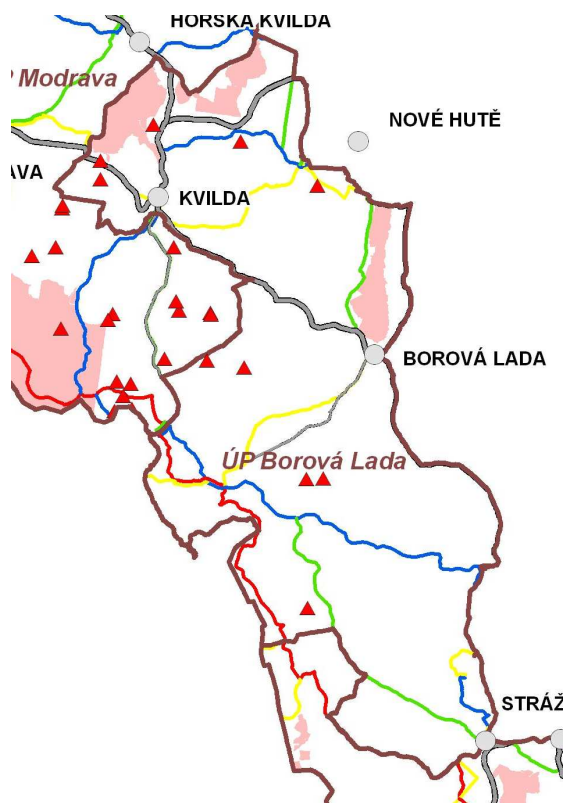 HORSKÁ KVILDA
P Modrava
NOVÉ HUTĚ
AVA
KVILDA
BOROVÁ LADA
ÚP Borová Lada
STRÁŽ